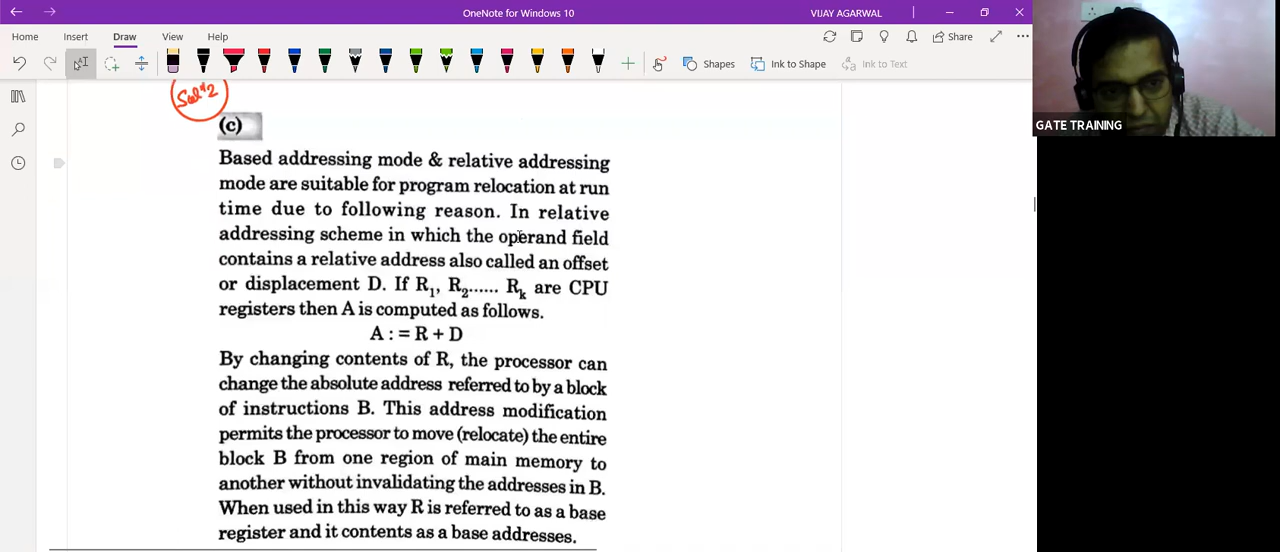 OneNote for Windows 10
VIJAY AGARWAL
Home Insert Draw View Help
Share
Shapes
Ink to Shape
Ink to Text
Sol#2
(c)
Based addressing mode & relative addressing
mode are suitable for program relocation at run
time due to following reason. In relative
addressing scheme in which the operand field
contains a relative address also called an offset
or displacement D. If R1, R2...... Rk are CPU
registers then A is computed as follows.
A : = R + D
By changing contents of R, the processor can
change the absolute address referred to by a block
of instructions B. This address modification
permits the processor to move (relocate) the entire
block B from one region of main memory to
another without invalidating the addresses in B.
When used in this way R is referred to as a base
register and it contents as a base addresses.
GATE TRAINING